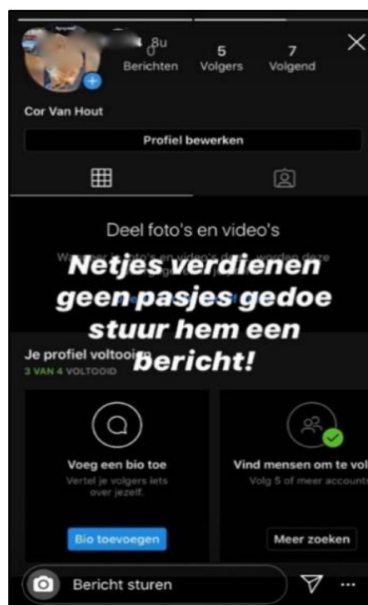 8u
0 5 7
Berichten Volgers Volgend
Cor Van Hout
Profiel bewerken
Deel foto's en video's
Netjes verdienen
geen pasjes gedoe
stuur hem een
bericht!
Je profiel voltooien
3 VAN 4 VOLTOOID
Voeg een bio toe
Vertel je volgers iets
over jezelf.
Bio toevoegen
Vind mensen om te vol
Volg 5 of meer accounts
Meer zoeken
Bericht sturen